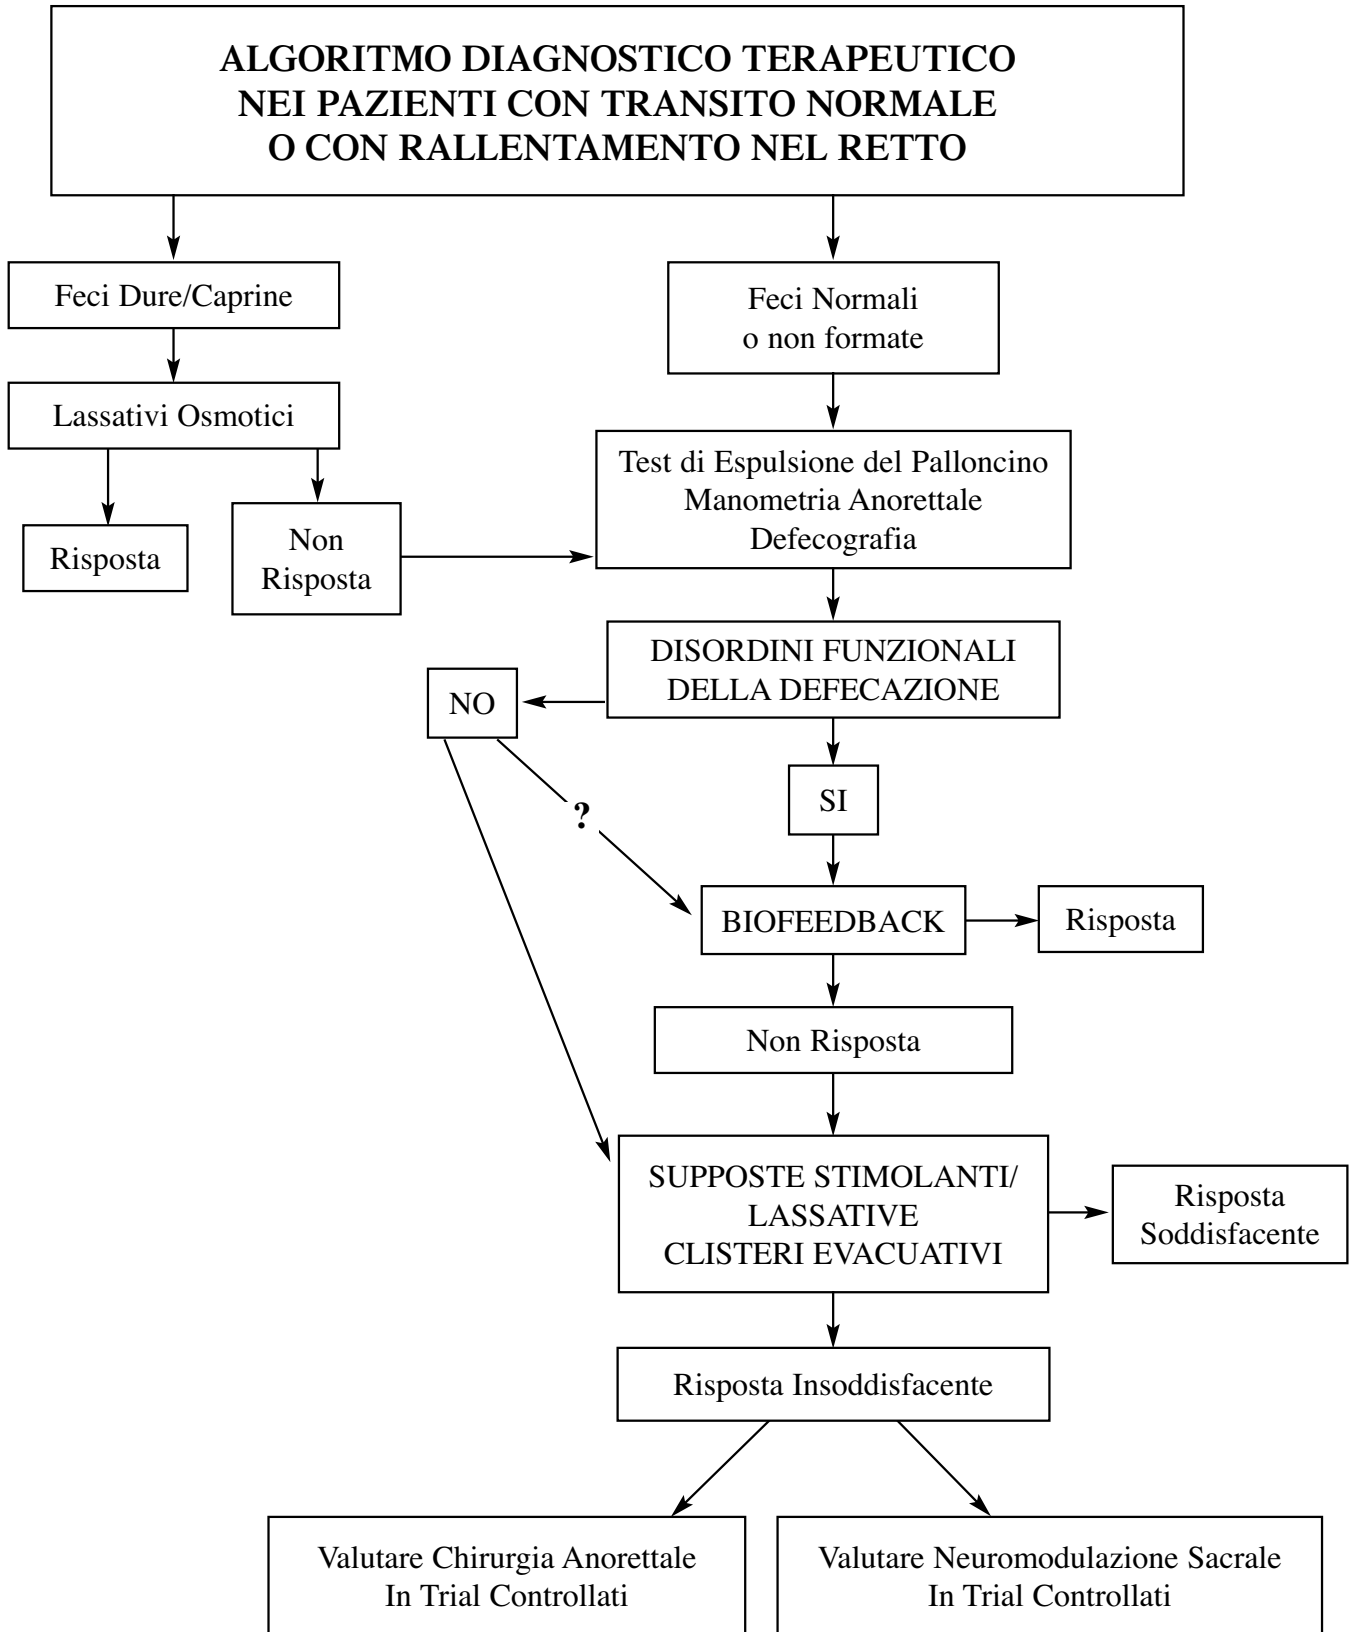 ALGORITMO DIAGNOSTICO TERAPEUTICO
NEI PAZIENTI CON TRANSITO NORMALE
O CON RALLENTAMENTO NEL RETTO
Feci Dure/Caprine
Feci Normali
o non formate
Lassativi Osmotici
Test di Espulsione del Palloncino
Manometria Anorettale
Defecografia
Risposta
Non
Risposta
DISORDINI FUNZIONALI
DELLA DEFECAZIONE
NO
SI
?
BIOFEEDBACK
Risposta
Non Risposta
SUPPOSTE STIMOLANTI/
LASSATIVE
CLISTERI EVACUATIVI
Risposta
Soddisfacente
Risposta Insoddisfacente
Valutare Chirurgia Anorettale
In Trial Controllati
Valutare Neuromodulazione Sacrale
In Trial Controllati